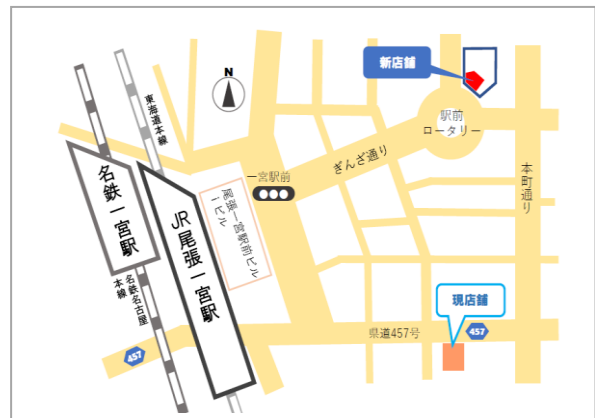 新店舗
N
東海道本線
駅前
ロータリー
ぎんざ通り
一宮駅前
本町通り
名鉄一宮駅
尾張一宮駅前ビル
ービル
JR尾張一宮駅
名鉄名古屋
本線
現店舗
県道457号
457
457